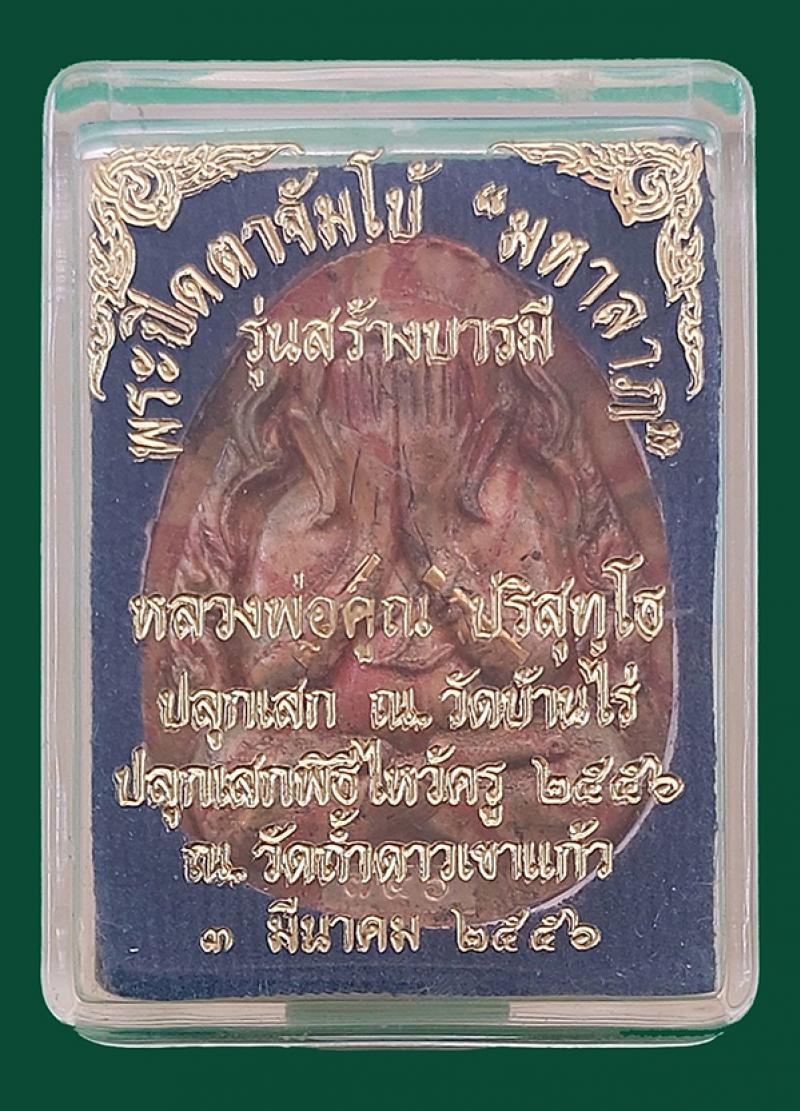 พระปิดตาจัมโบ้ “มหาลาภ”
รุ่นสร้างบารมี
หลวงพ่อคูณ ปริสุทฺโธ
ปลุกเสก ณ. วัดบ้านไร่
ปลุกเสกพิธีไหว้ครู ๒๕๕๖
ณ. วัดถ้ำดาวเขาแก้ว
๓ มีนาคม ๒๕๕๖